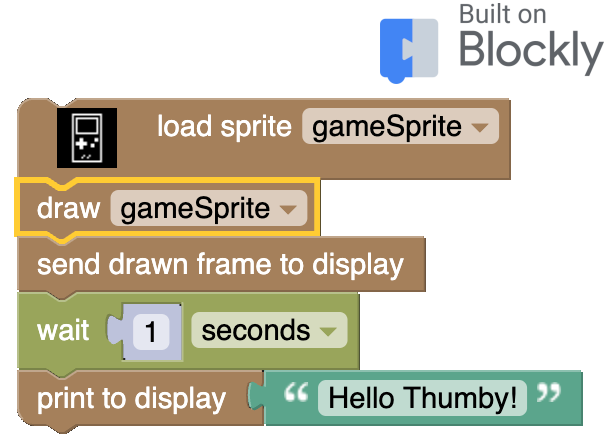 Built on
Blockly
load sprite gameSprite
draw gameSprite
send drawn frame to display
wait 1 seconds
print to display “ Hello Thumby! ”